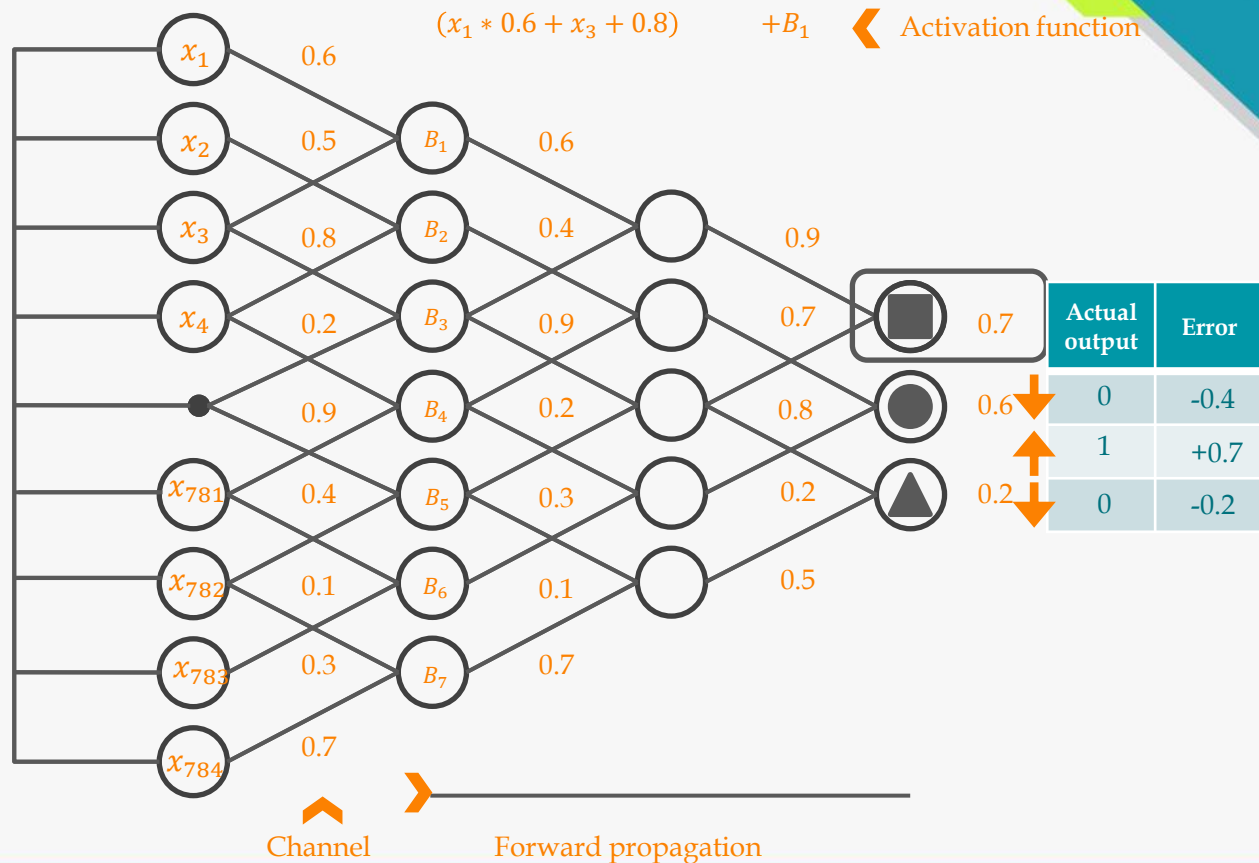 (𝑥₁ ∗ 0.6 + 𝑥₃ + 0.8) +𝐵₁ Activation function
𝑥₁
0.6
𝑥₂
0.5
𝐵₁
0.6
𝑥₃
0.8
𝐵₂
0.4
0.9
𝑥₄
0.2
𝐵₃
0.9
0.7
0.7
Actual output
Error
0.9
𝐵₄
0.2
0.8
0.6
0
-0.4
1
+0.7
𝑥₇₈₁
0.4
𝐵₅
0.3
0.2
0.2
0
-0.2
𝑥₇₈₂
0.1
𝐵₆
0.1
0.5
𝑥₇₈₃
0.3
𝐵₇
0.7
𝑥₇₈₄
0.7
Channel
Forward propagation